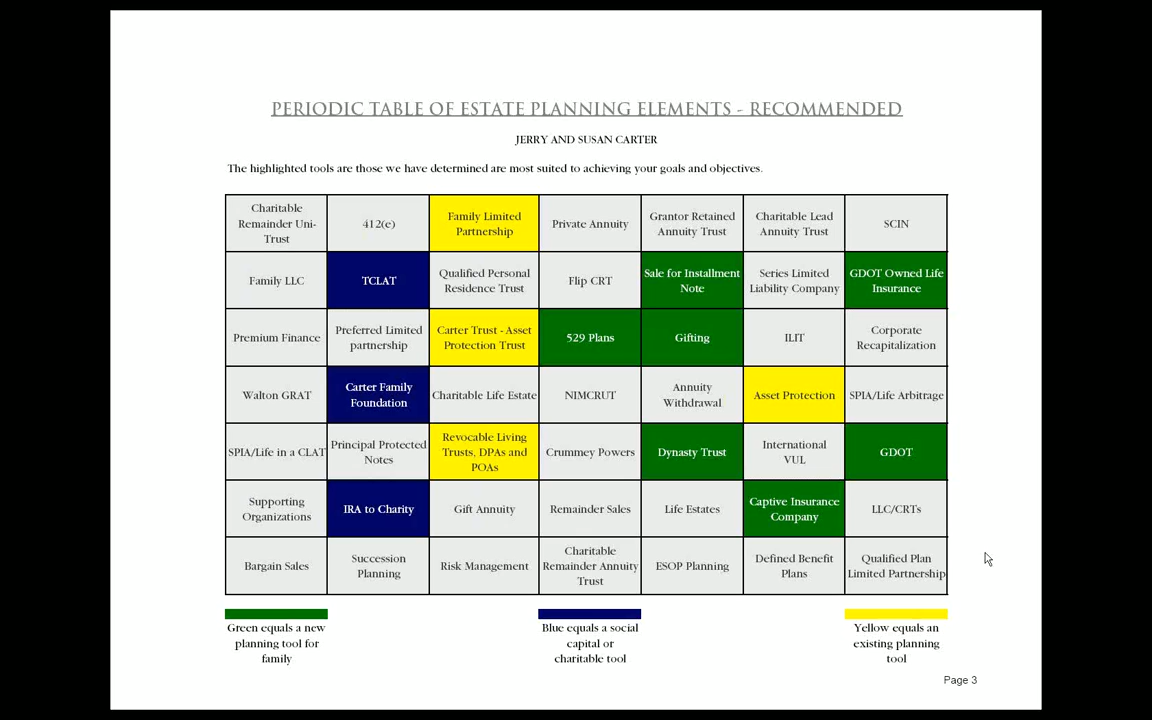 PERIODIC TABLE OF ESTATE PLANNING ELEMENTS - RECOMMENDED
JERRY AND SUSAN CARTER
The highlighted tools are those we have determined are most suited to achieving your goals and objectives.
Charitable
Remainder Uni-
Trust
412(e)
Family Limited
Partnership
Private Annuity
Grantor Retained
Annuity Trust
Charitable Lead
Annuity Trust
SCIN
Family LLC
TCLAT
Qualified Personal
Residence Trust
Flip CRT
Sale for Installment
Note
Series Limited
Liability Company
GDOT Owned Life
Insurance
Premium Finance
Preferred Limited
partnership
Carter Trust - Asset
Protection Trust
529 Plans
Gifting
ILIT
Corporate
Recapitalization
Walton GRAT
Carter Family
Foundation
Charitable Life Estate
NIMCRUT
Annuity
Withdrawal
Asset Protection
SPIA/Life Arbitrage
SPIA/Life in a CLAT
Principal Protected
Notes
Revocable Living
Trusts, DPAs and
POAs
Crummey Powers
Dynasty Trust
International
VUL
GDOT
Supporting
Organizations
IRA to Charity
Gift Annuity
Remainder Sales
Life Estates
Captive Insurance
Company
LLC/CRTs
Bargain Sales
Succession
Planning
Risk Management
Charitable
Remainder Annuity
Trust
ESOP Planning
Defined Benefit
Plans
Qualified Plan
Limited Partnership
Green equals a new
planning tool for
family
Blue equals a social
capital or
charitable tool
Yellow equals an
existing planning
tool
Page 3